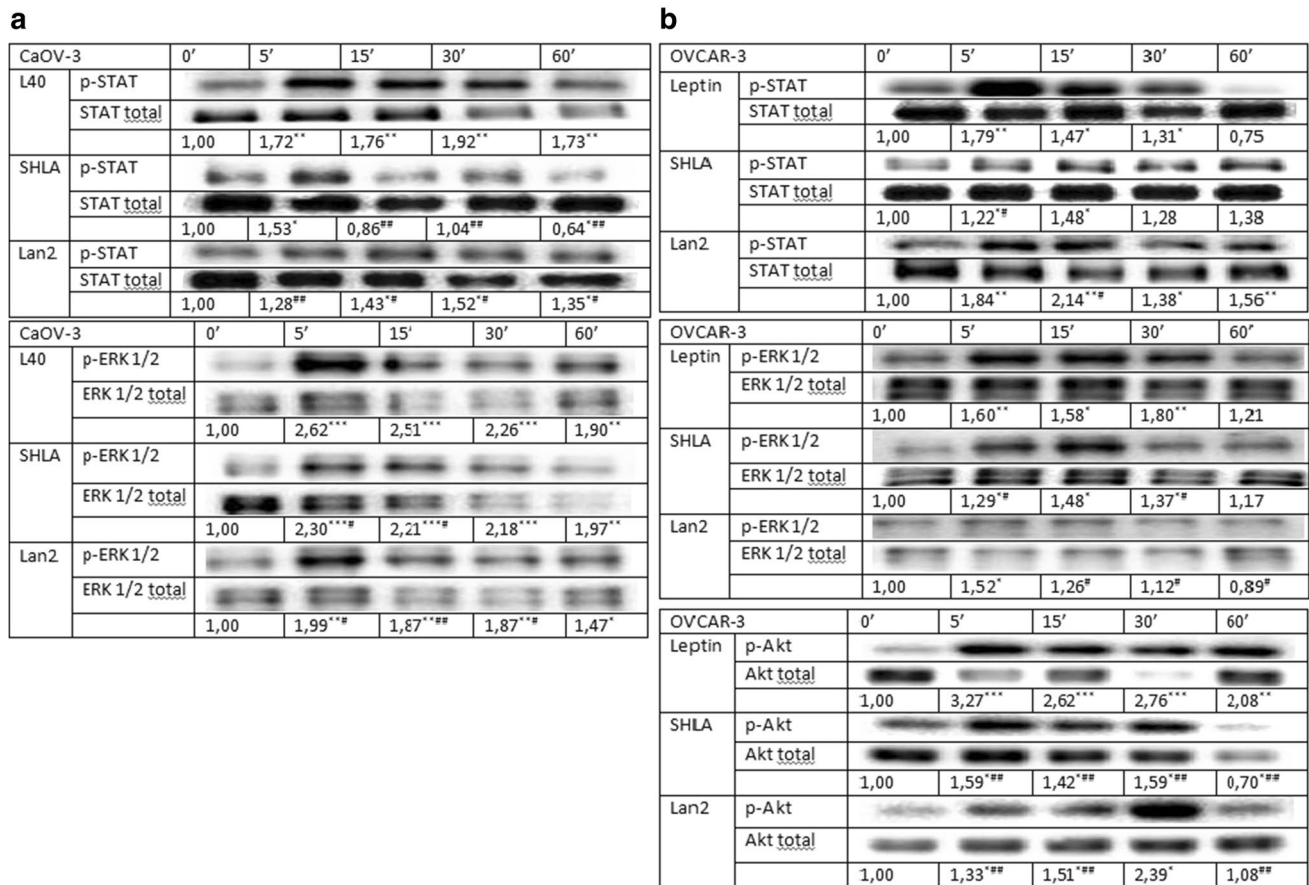 a
CaOV-3 0’ 5’ 15’ 30’ 60’
L40 p-STAT
STAT total
1,00 1,72** 1,76** 1,92** 1,73**
SHLA p-STAT
STAT total
1,00 1,53* 0,86## 1,04## 0,64*##
Lan2 p-STAT
STAT total
1,00 1,28## 1,43*# 1,52*# 1,35*#
CaOV-3 0’ 5’ 15’ 30’ 60’
L40 p-ERK 1/2
ERK 1/2 total
1,00 2,62*** 2,51*** 2,26*** 1,90**
SHLA p-ERK 1/2
ERK 1/2 total
1,00 2,30***# 2,21***# 2,18*** 1,97**
Lan2 p-ERK 1/2
ERK 1/2 total
1,00 1,99**# 1,87**## 1,87**# 1,47*
b
OVCAR-3 0’ 5’ 15’ 30’ 60’
Leptin p-STAT
STAT total
1,00 1,79** 1,47* 1,31* 0,75
SHLA p-STAT
STAT total
1,00 1,22*# 1,48* 1,28 1,38
Lan2 p-STAT
STAT total
1,00 1,84** 2,14**# 1,38* 1,56**
OVCAR-3 0’ 5’ 15’ 30’ 60’
Leptin p-ERK 1/2
ERK 1/2 total
1,00 1,60** 1,58* 1,80** 1,21
SHLA p-ERK 1/2
ERK 1/2 total
1,00 1,29*# 1,48* 1,37*# 1,17
Lan2 p-ERK 1/2
ERK 1/2 total
1,00 1,52* 1,26# 1,12# 0,89#
OVCAR-3 0’ 5’ 15’ 30’ 60’
Leptin p-Akt
Akt total
1,00 3,27*** 2,62*** 2,76*** 2,08**
SHLA p-Akt
Akt total
1,00 1,59*## 1,42*## 1,59*## 0,70*##
Lan2 p-Akt
Akt total
1,00 1,33*## 1,51*## 2,39* 1,08##